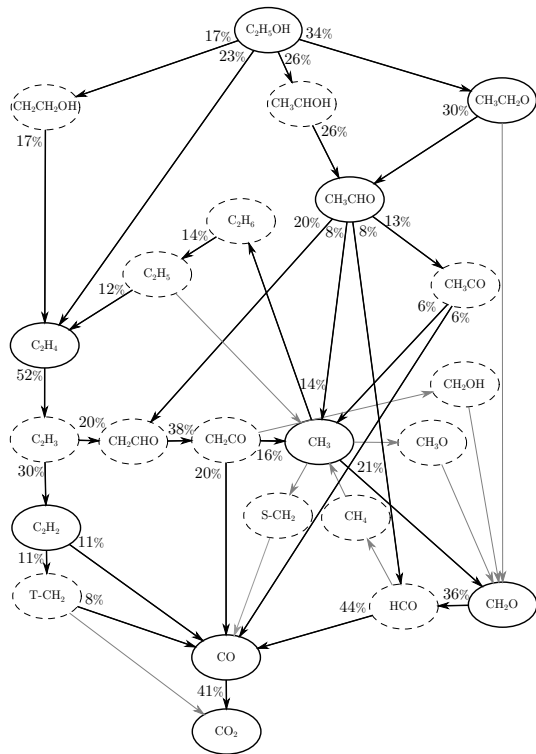 C₂H₅OH
17%
34%
23%
26%
CH₂CH₂OH
CH₃CHOH
CH₃CH₂O
17%
26%
30%
CH₃CHO
20%
8%
8%
13%
C₂H₆
14%
C₂H₅
12%
CH₃CO
6%
6%
C₂H₄
52%
14%
CH₂OH
20%
38%
C₂H₃
CH₂CHO
CH₂CO
CH₃
CH₃O
30%
20%
16%
21%
C₂H₂
S-CH₂
CH₄
11%
11%
T-CH₂
8%
44%
HCO
36%
CH₂O
CO
41%
CO₂